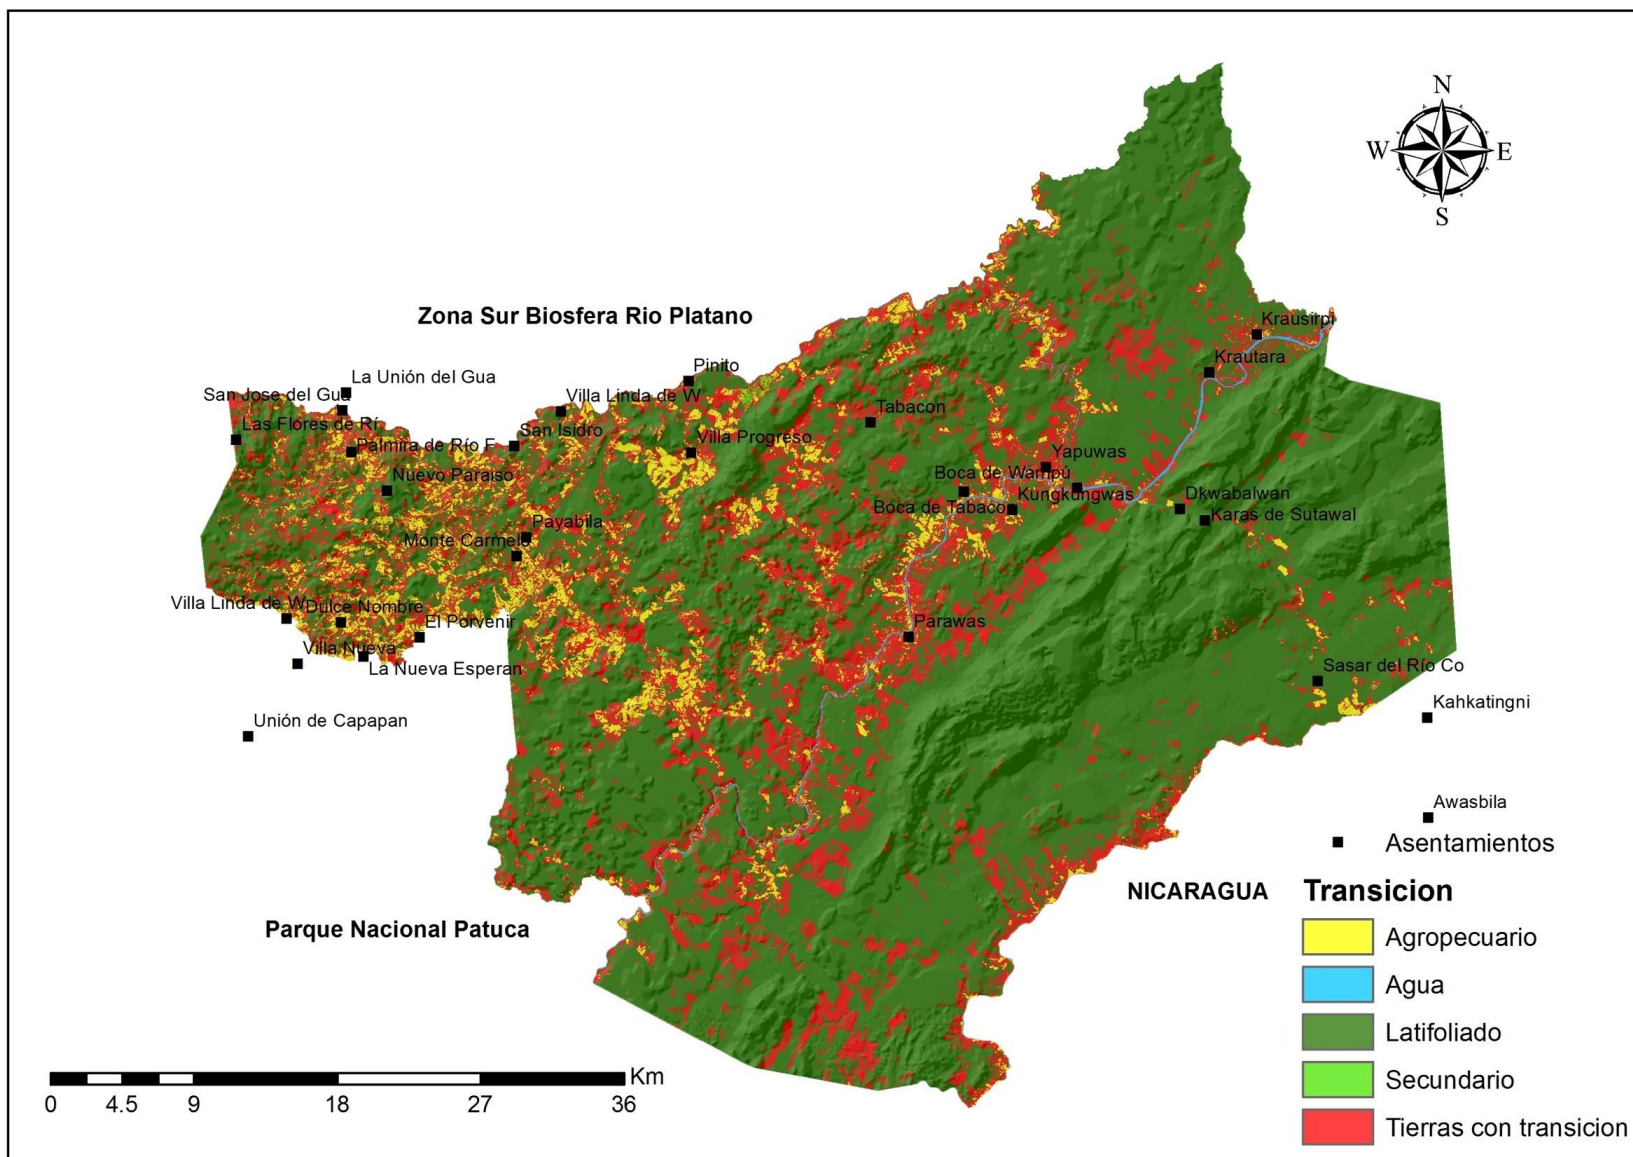 N
W E
S
Zona Sur Biosfera Rio Platano
Krausirpi
Krautara
Pinito
La Unión del Gua
San Jose del Gua
Villa Linda de W
Tabacon
Las Flores de Rí
San Isidro
Villa Progreso
Palmira de Río F
Nuevo Paraiso
Yapuwas
Boca de Wampú
Kungkungwas
Dkwabalwan
Boca de Tabaco
Karas de Sutawal
Payabila
Monte Carmelo
Villa Linda de W
Dulce Nombre
El Porvenir
Parawas
Villa Nueva
La Nueva Esperan
Sasar del Río Co
Kahkatingni
Unión de Capapan
Awasbila
Asentamientos
NICARAGUA
Transicion
Parque Nacional Patuca
Agropecuario
Agua
Latifoliado
Secundario
Tierras con transicion
Km
0 4.5 9 18 27 36